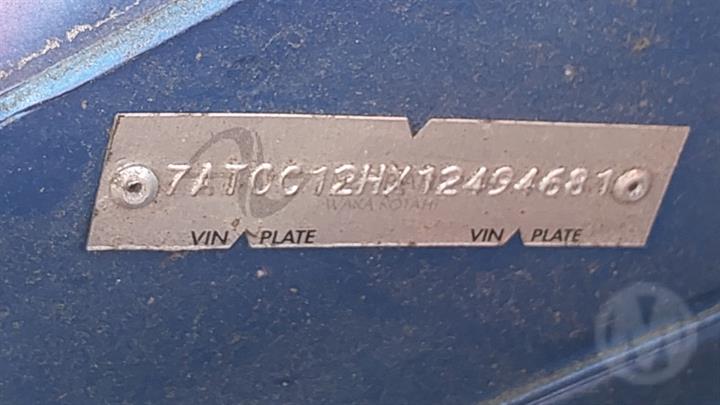 7AT0C12HX12494681
WAKA KOTAHI
VIN PLATE VIN PLATE